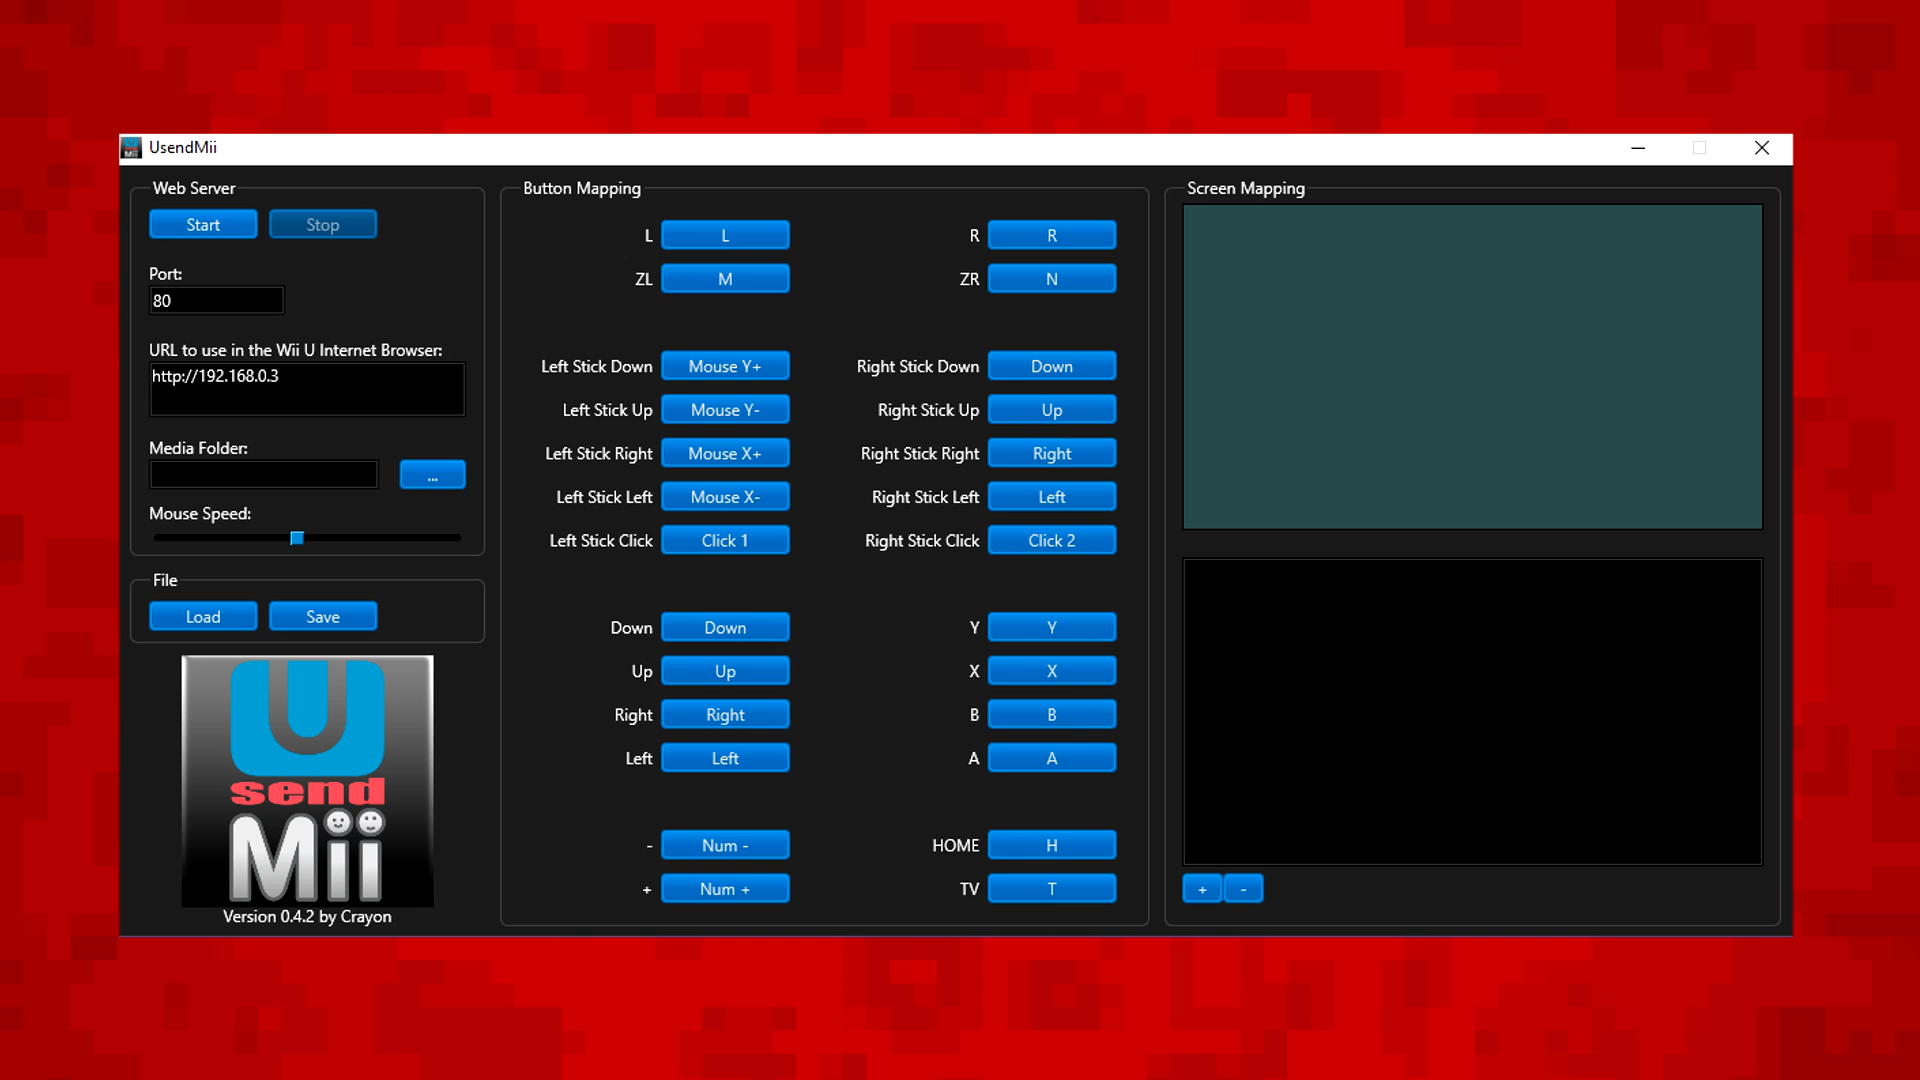 UsendMii
Web Server
Start Stop
Port:
80
URL to use in the Wii U Internet Browser:
http://192.168.0.3
Media Folder:
...
Mouse Speed:
File
Load Save
U
send
Mii
Version 0.4.2 by Crayon
Button Mapping
L L R R
ZL M ZR N
Left Stick Down Mouse Y+ Right Stick Down Down
Left Stick Up Mouse Y- Right Stick Up Up
Left Stick Right Mouse X+ Right Stick Right Right
Left Stick Left Mouse X- Right Stick Left Left
Left Stick Click Click 1 Right Stick Click Click 2
Down Down Y Y
Up Up X X
Right Right B B
Left Left A A
- Num - HOME H
+ Num + TV T
Screen Mapping
+ -